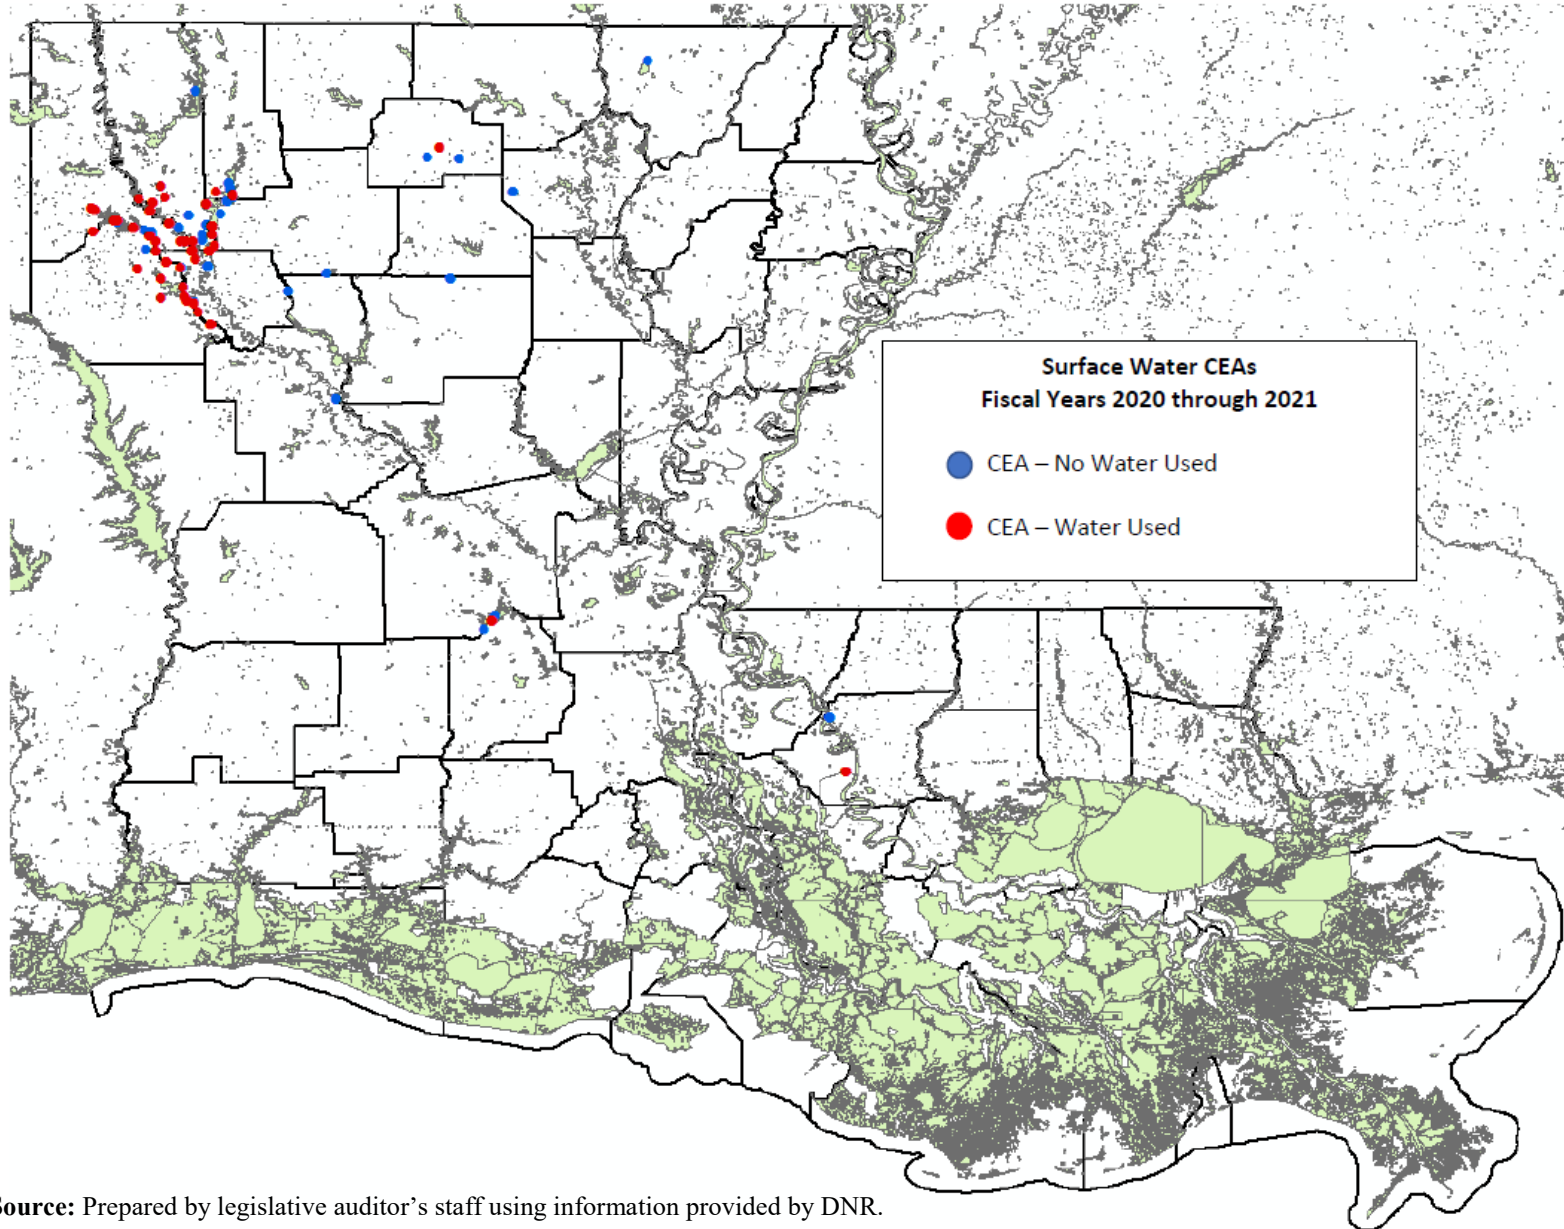 Surface Water CEAs
Fiscal Years 2020 through 2021
CEA – No Water Used
CEA – Water Used
Source: Prepared by legislative auditor’s staff using information provided by DNR.